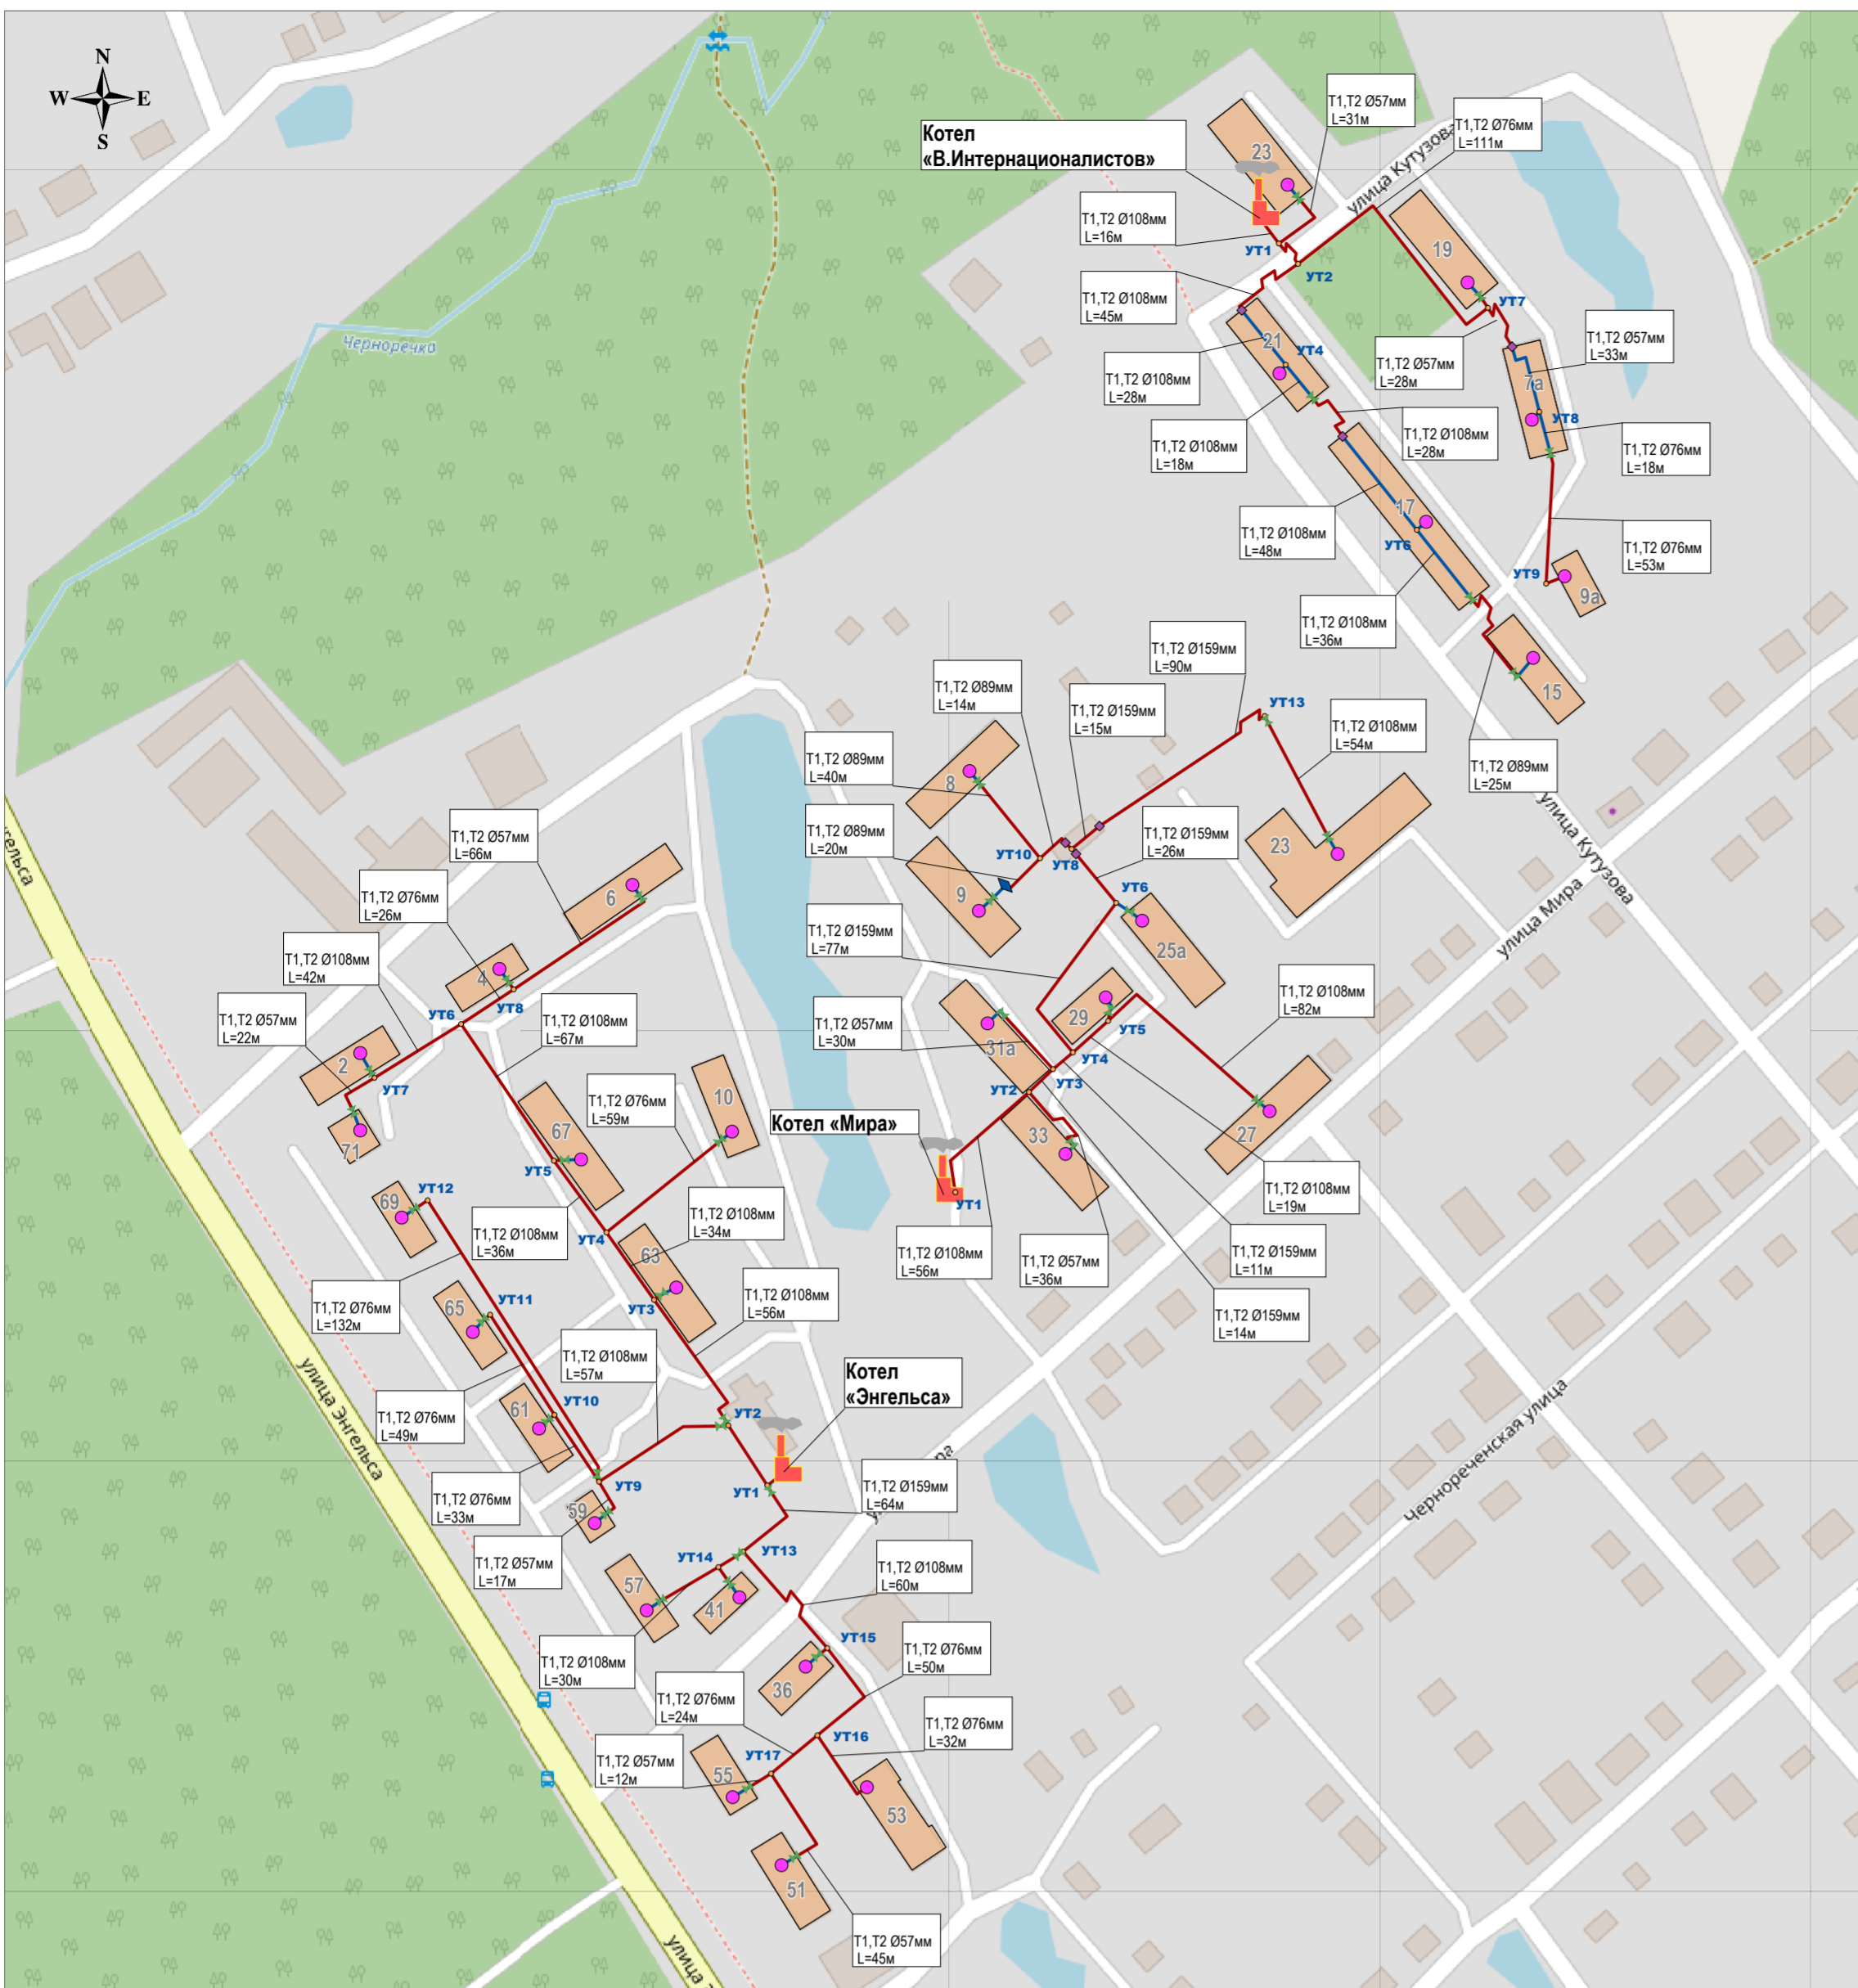 N
W
E
S
Котел
«В.Интернационалистов»
Т1,Т2 Ø57мм
L=31м
Т1,Т2 Ø76мм
L=111м
улица Кутузова
23
Т1,Т2 Ø108мм
L=16м
УТ1
УТ2
19
Т1,Т2 Ø108мм
L=45м
УТ7
Черноречка
21
УТ4
Т1,Т2 Ø57мм
L=28м
Т1,Т2 Ø57мм
L=33м
7а
Т1,Т2 Ø108мм
L=28м
УТ8
Т1,Т2 Ø108мм
L=18м
Т1,Т2 Ø108мм
L=28м
Т1,Т2 Ø76мм
L=18м
17
УТ6
Т1,Т2 Ø108мм
L=48м
Т1,Т2 Ø76мм
L=53м
УТ9
9а
Т1,Т2 Ø108мм
L=36м
Т1,Т2 Ø159мм
L=90м
15
Т1,Т2 Ø89мм
L=14м
Т1,Т2 Ø159мм
L=15м
УТ13
Т1,Т2 Ø108мм
L=54м
Т1,Т2 Ø89мм
L=25м
Т1,Т2 Ø89мм
L=40м
8
улица Кутузова
Т1,Т2 Ø89мм
L=20м
УТ10
УТ8
Т1,Т2 Ø159мм
L=26м
23
9
УТ6
25а
улица Мира
Т1,Т2 Ø57мм
L=66м
6
Т1,Т2 Ø76мм
L=26м
Т1,Т2 Ø159мм
L=77м
Т1,Т2 Ø108мм
L=42м
4
УТ8
Т1,Т2 Ø108мм
L=82м
Т1,Т2 Ø57мм
L=22м
УТ6
Т1,Т2 Ø108мм
L=67м
Т1,Т2 Ø57мм
L=30м
31а
29
УТ5
УТ4
УТ3
УТ2
2
УТ7
71
Т1,Т2 Ø76мм
L=59м
10
Котел «Мира»
33
27
67
УТ5
УТ1
69
УТ12
Т1,Т2 Ø108мм
L=36м
УТ4
Т1,Т2 Ø108мм
L=34м
Т1,Т2 Ø108мм
L=19м
Т1,Т2 Ø108мм
L=56м
Т1,Т2 Ø57мм
L=36м
Т1,Т2 Ø159мм
L=11м
63
УТ3
Т1,Т2 Ø108мм
L=56м
65
УТ11
Т1,Т2 Ø76мм
L=132м
Т1,Т2 Ø159мм
L=14м
Т1,Т2 Ø108мм
L=57м
Котел
«Энгельса»
улица Энгельса
Т1,Т2 Ø76мм
L=49м
61
УТ10
УТ2
Чернореченская улица
Т1,Т2 Ø76мм
L=33м
УТ9
59
УТ1
Т1,Т2 Ø159мм
L=64м
Т1,Т2 Ø57мм
L=17м
УТ14
УТ13
57
41
Т1,Т2 Ø108мм
L=60м
Т1,Т2 Ø108мм
L=30м
УТ15
36
Т1,Т2 Ø76мм
L=50м
Т1,Т2 Ø76мм
L=24м
УТ16
Т1,Т2 Ø76мм
L=32м
Т1,Т2 Ø57мм
L=12м
УТ17
55
53
51
Т1,Т2 Ø57мм
L=45м